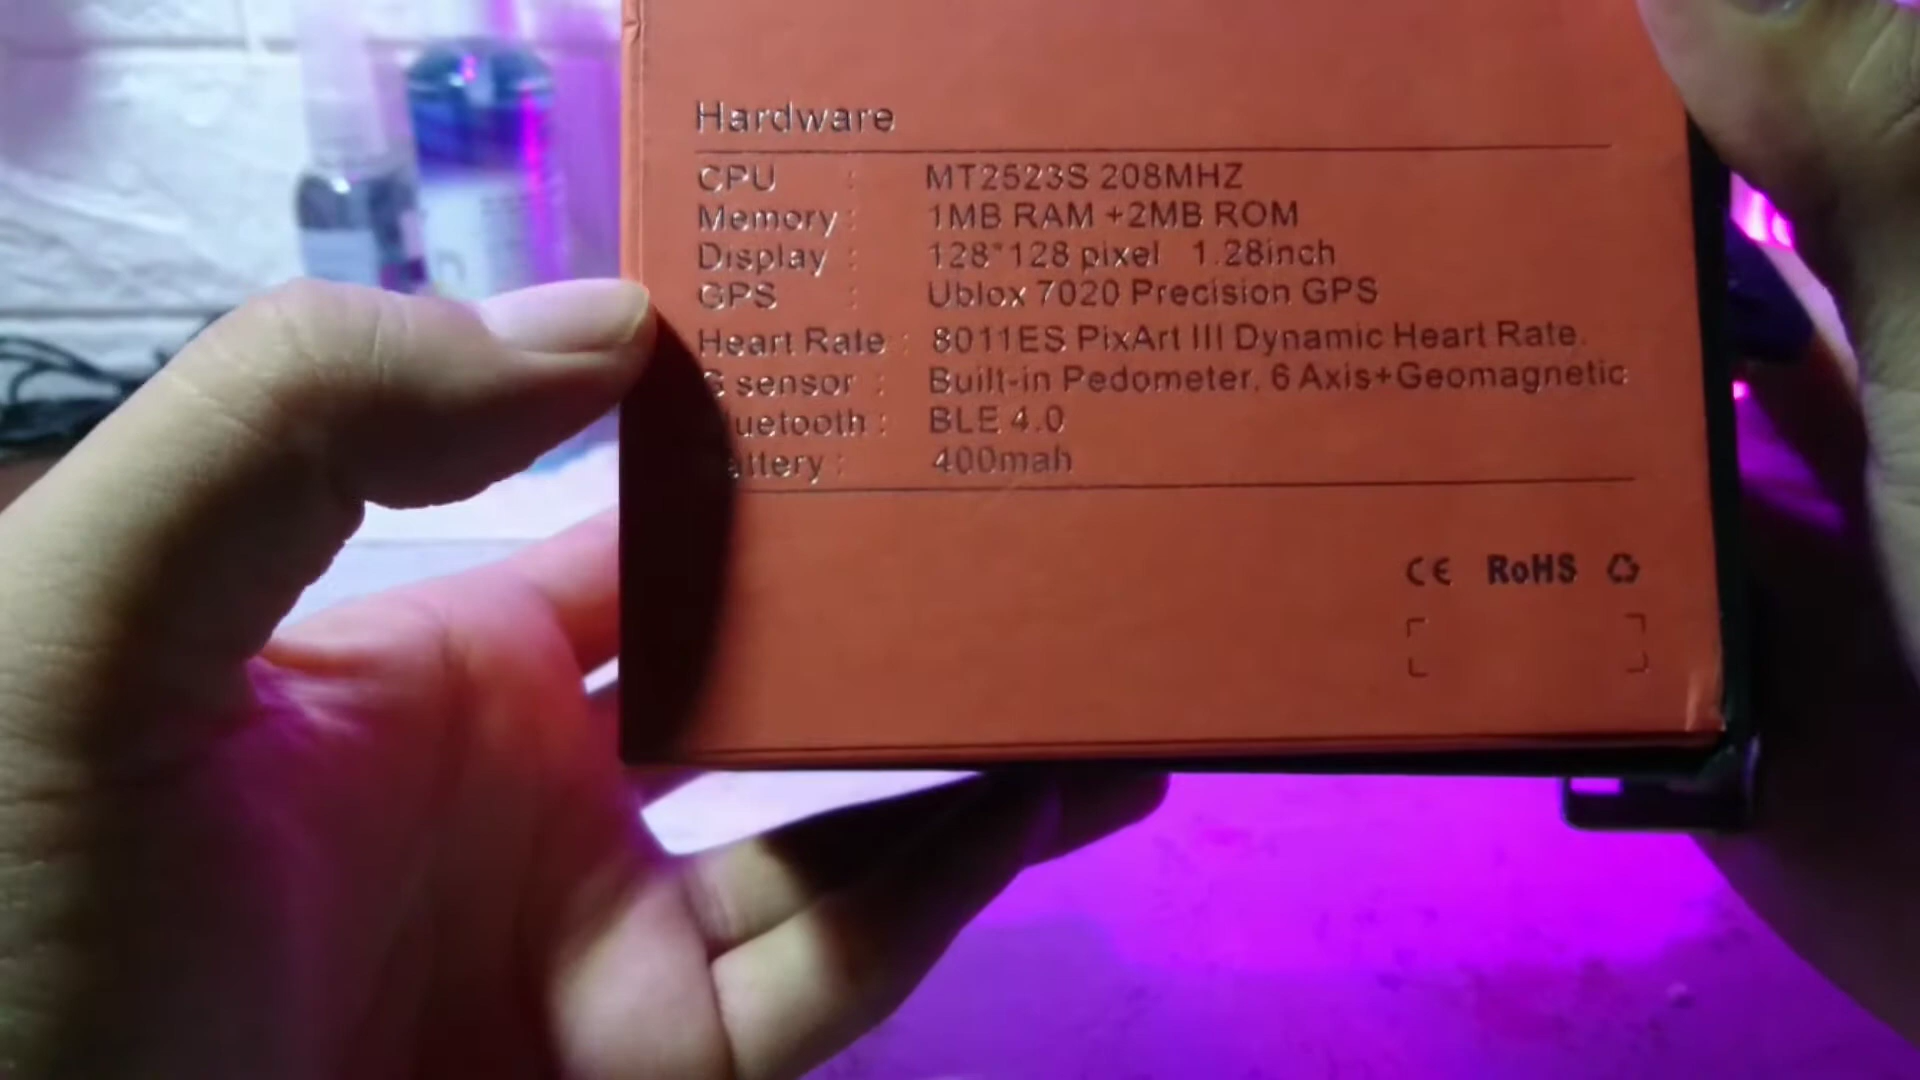 Hardware
CPU : MT2523S 208MHZ
Memory : 1MB RAM +2MB ROM
Display : 128*128 pixel 1.28inch
GPS : Ublox 7020 Precision GPS
Heart Rate : 8011ES PixArt III Dynamic Heart Rate.
G sensor : Built-in Pedometer, 6 Axis+Geomagnetic
uetooth : BLE 4.0
attery : 400mah
CE RoHS